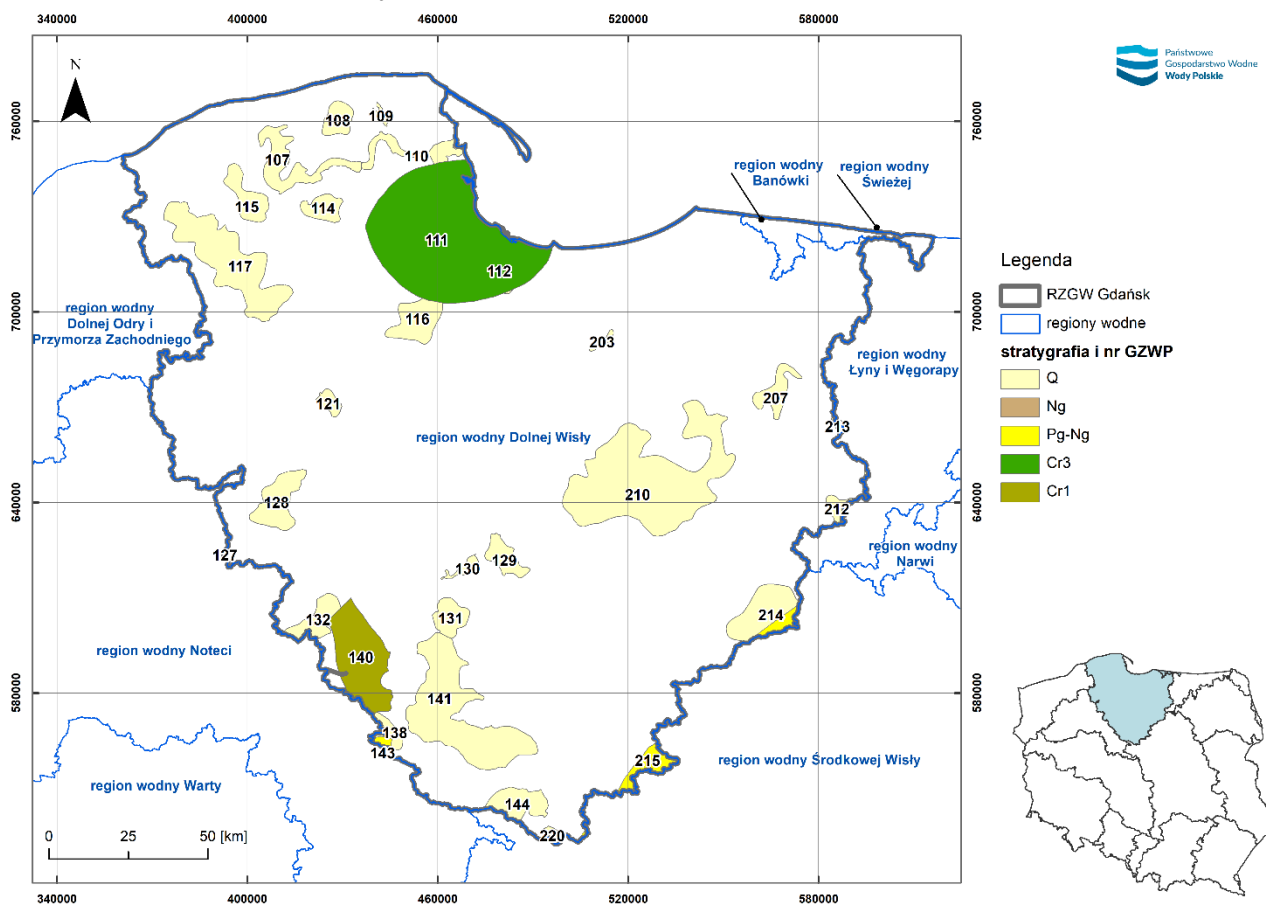 340000 400000 460000 520000 580000
Państwowe
Gospodarstwo Wodne
Wody Polskie
N
760000
760000
108
109
107
110
region wodny
Banówki
region wodny
Świeżej
115
114
111
117
112
Legenda
RZGW Gdańsk
regiony wodne
stratygrafia i nr GZWP
Q
Ng
Pg-Ng
Cr3
Cr1
region wodny
Dolnej Odry i
Przymorza Zachodniego
700000
700000
116
203
region wodny
Łyny i Węgorapy
121
207
213
region wodny Dolnej Wisły
210
128
640000
640000
212
127
129
130
region wodny
Narwi
132
131
214
region wodny Noteci
140
580000
580000
141
138
143
215
region wodny Środkowej Wisły
region wodny Warty
144
220
0 25 50 [km]
340000 400000 460000 520000 580000